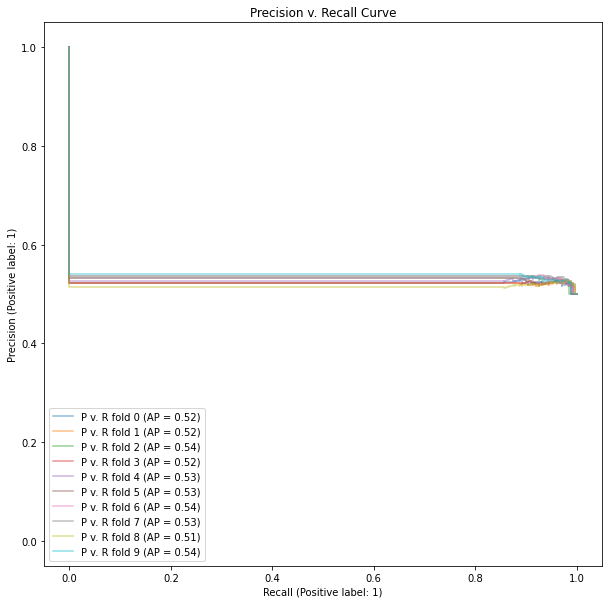 Precision v. Recall Curve
Precision (Positive label: 1)
1.0
0.8
0.6
0.4
0.2
0.0
P v. R fold 0 (AP = 0.52)
P v. R fold 1 (AP = 0.52)
P v. R fold 2 (AP = 0.54)
P v. R fold 3 (AP = 0.52)
P v. R fold 4 (AP = 0.53)
P v. R fold 5 (AP = 0.53)
P v. R fold 6 (AP = 0.54)
P v. R fold 7 (AP = 0.53)
P v. R fold 8 (AP = 0.51)
P v. R fold 9 (AP = 0.54)
0.0 0.2 0.4 0.6 0.8 1.0
Recall (Positive label: 1)